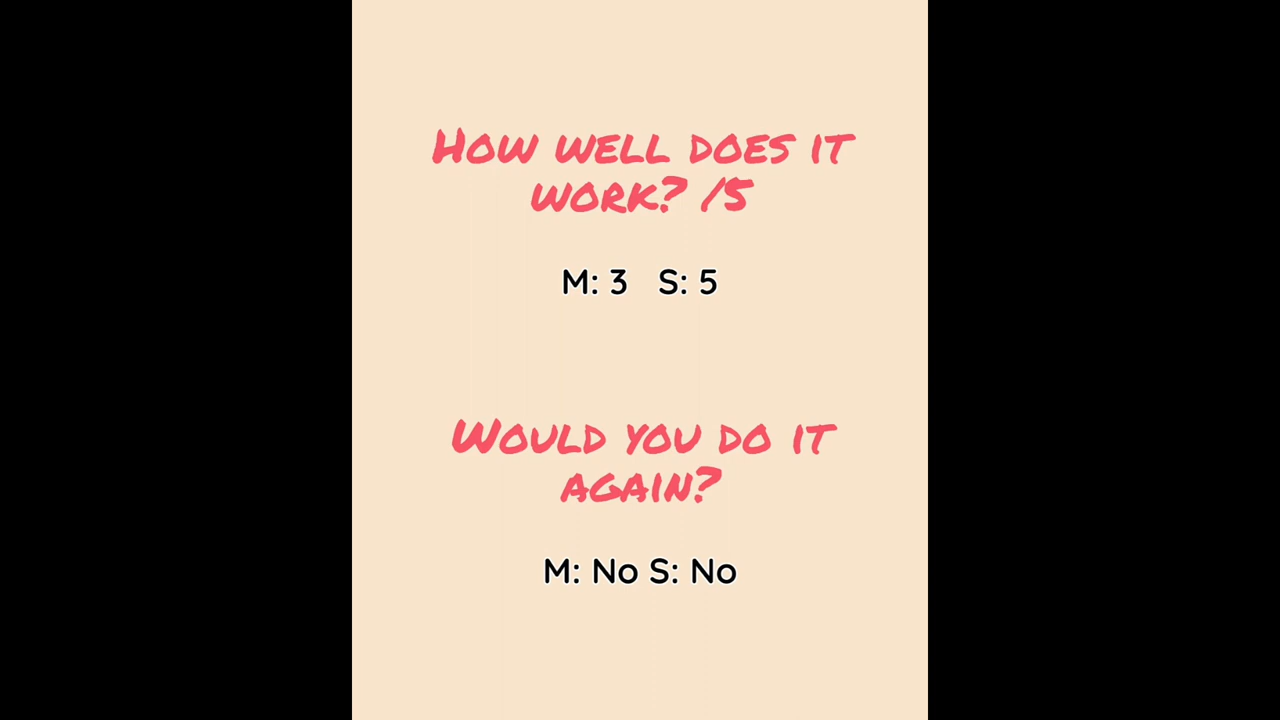 How well does it
work? /5
M: 3 S: 5
Would you do it
again?
M: No S: No